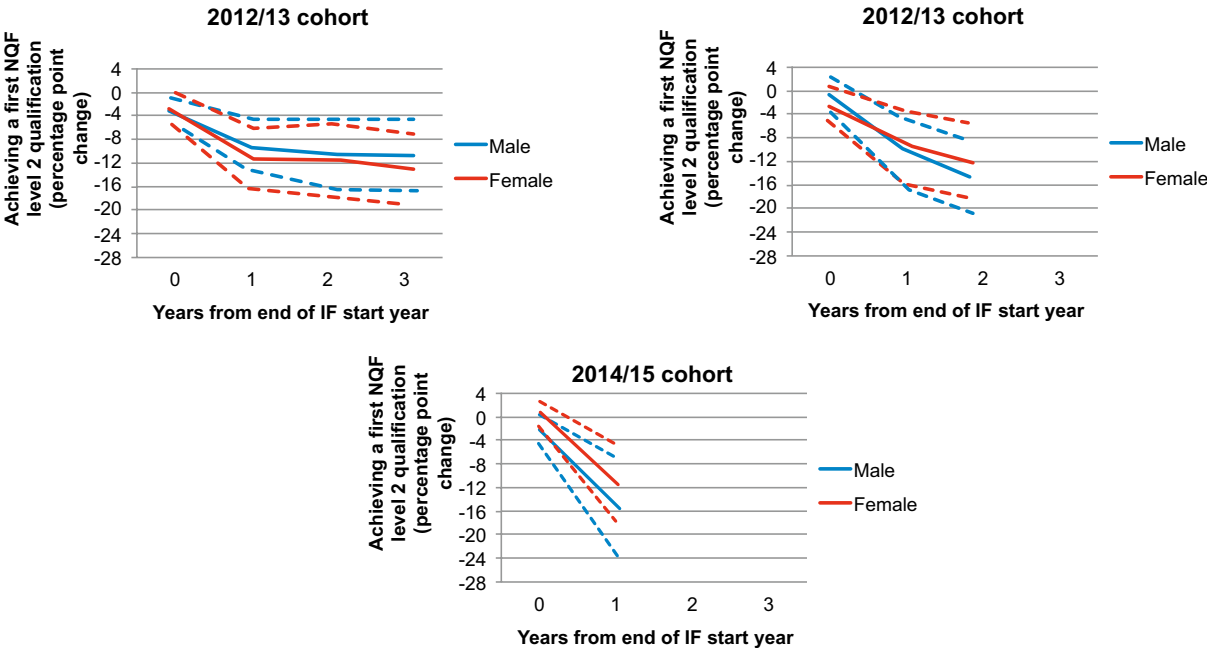 2012/13 cohort
Achieving a first NQF
level 2 qualification
(percentage point
change)
4
0
-4
-8
-12
-16
-20
-24
-28
0 1 2 3
Years from end of IF start year
Male
Female
2012/13 cohort
Achieving a first NQF
level 2 qualification
(percentage point
change)
4
0
-4
-8
-12
-16
-20
-24
-28
0 1 2 3
Years from end of IF start year
Male
Female
2014/15 cohort
Achieving a first NQF
level 2 qualification
(percentage point
change)
4
0
-4
-8
-12
-16
-20
-24
-28
0 1 2 3
Years from end of IF start year
Male
Female